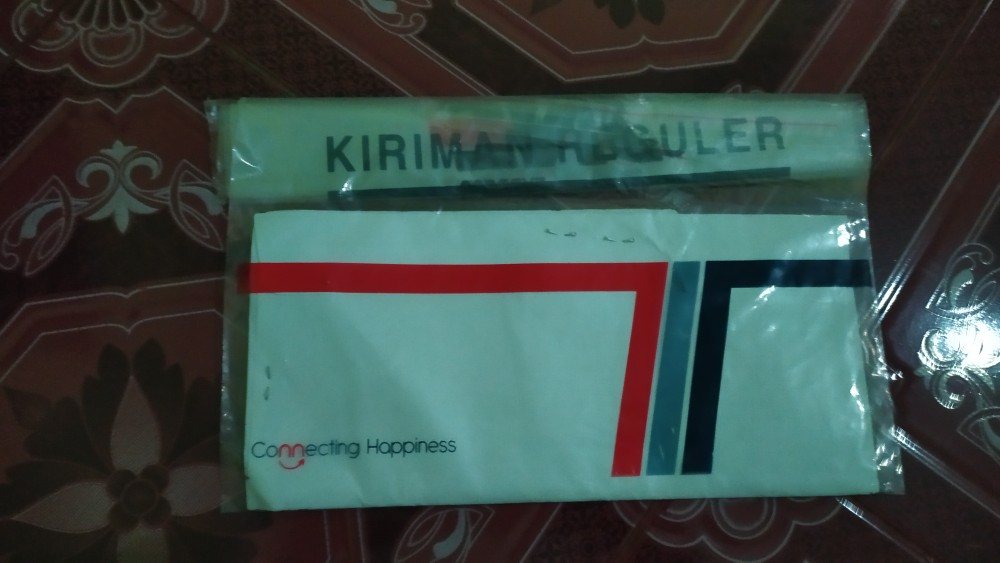 KIRIMAN REGULER
Connecting Happiness